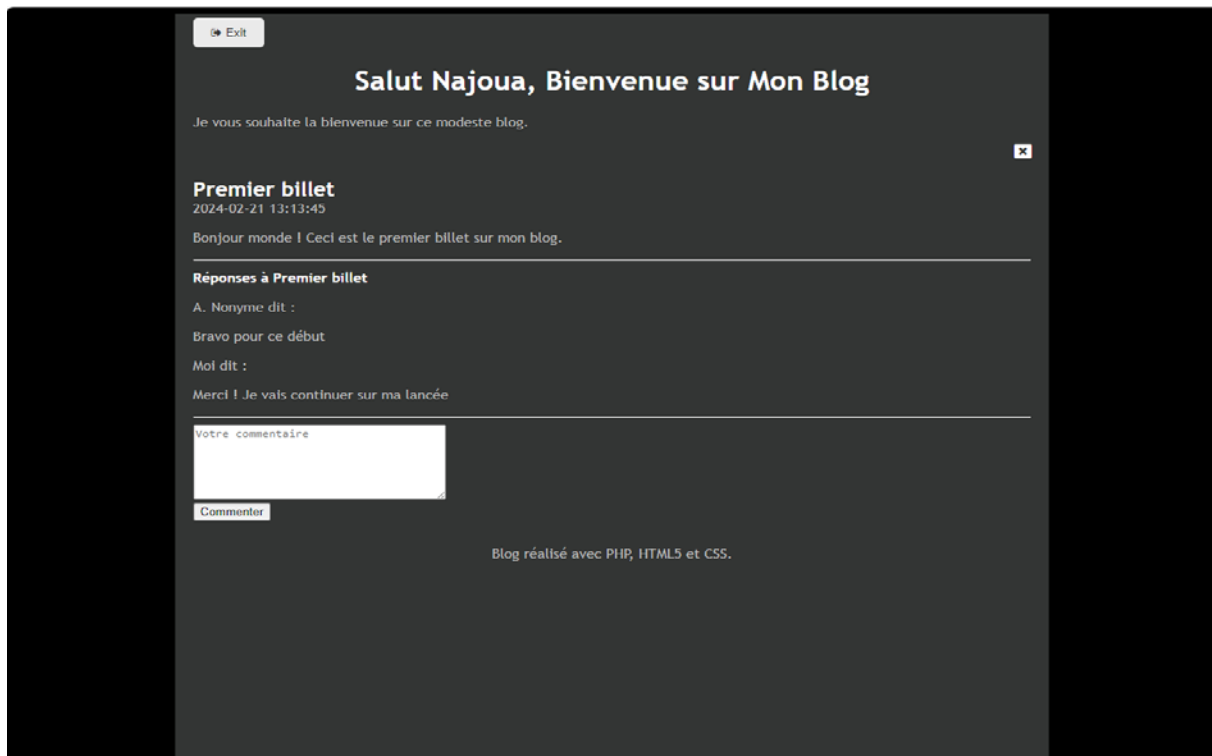 Exit
Salut Najoua, Bienvenue sur Mon Blog
Je vous souhaite la bienvenue sur ce modeste blog.
Premier billet
2024-02-21 13:13:45
Bonjour monde ! Ceci est le premier billet sur mon blog.
Réponses à Premier billet
A. Nonyme dit :
Bravo pour ce début
Moi dit :
Merci ! Je vais continuer sur ma lancée
Votre commentaire
Commenter
Blog réalisé avec PHP, HTML5 et CSS.